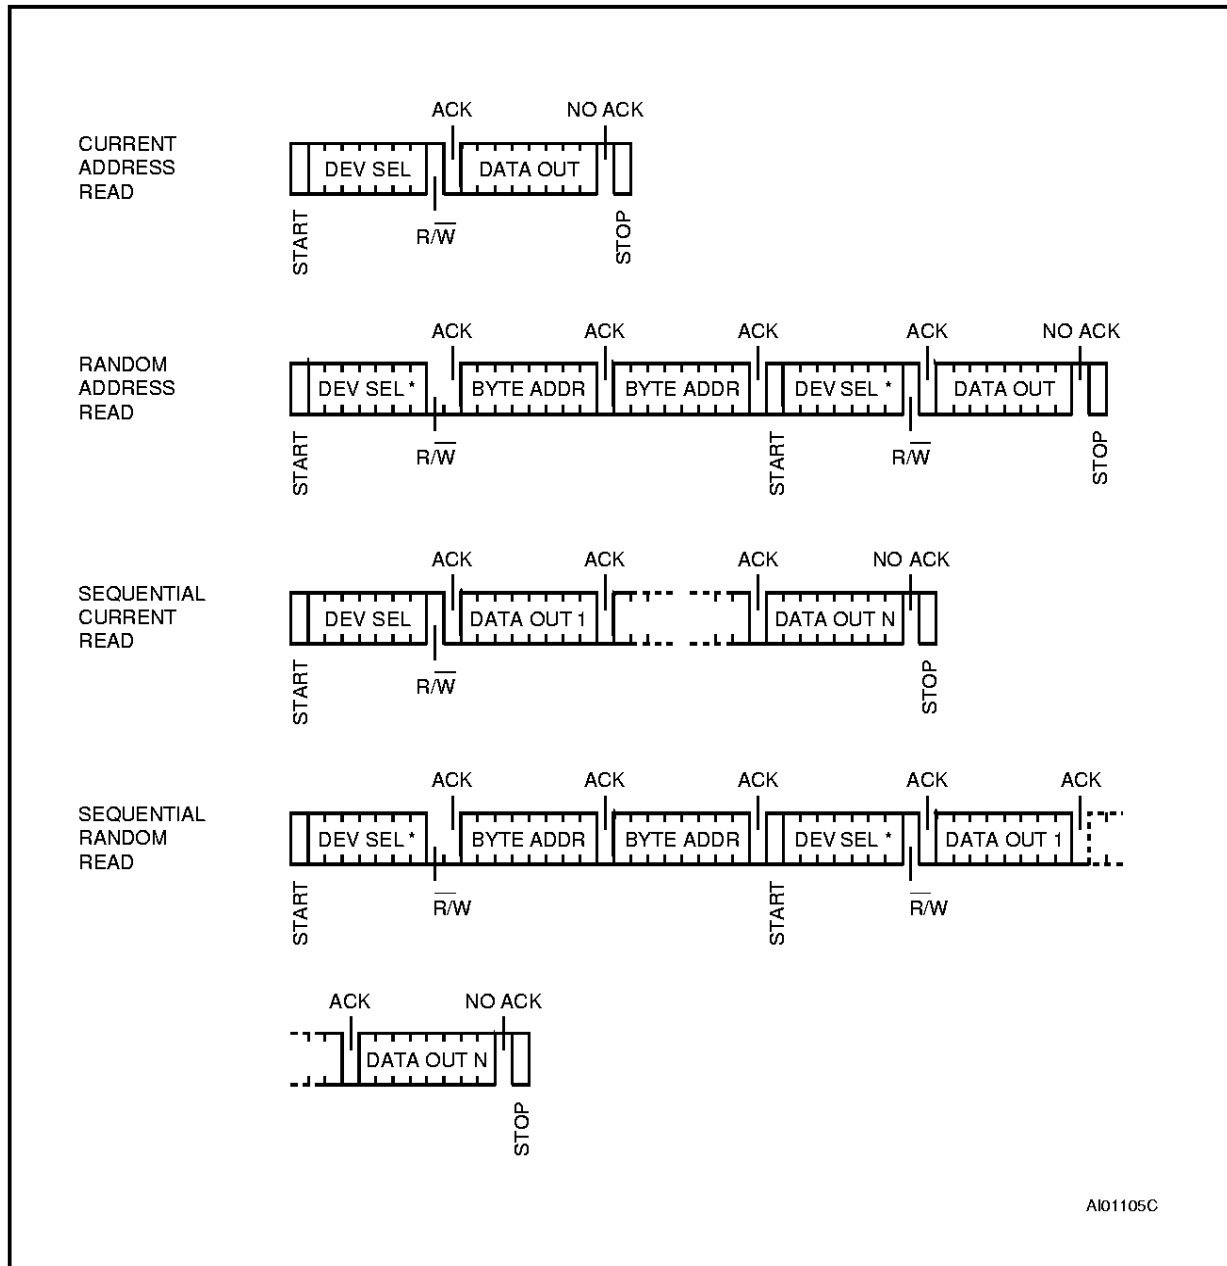 ACK NO ACK
CURRENT
ADDRESS
READ
DEV SEL DATA OUT
START R/W̅ STOP
ACK ACK ACK ACK NO ACK
RANDOM
ADDRESS
READ
DEV SEL * BYTE ADDR BYTE ADDR DEV SEL * DATA OUT
START R/W̅ START R/W̅ STOP
ACK ACK ACK NO ACK
SEQUENTIAL
CURRENT
READ
DEV SEL DATA OUT 1 DATA OUT N
START R/W̅ STOP
ACK ACK ACK ACK ACK
SEQUENTIAL
RANDOM
READ
DEV SEL * BYTE ADDR BYTE ADDR DEV SEL * DATA OUT 1
START R̅/W START R̅/W
ACK NO ACK
DATA OUT N
STOP
AI01105C